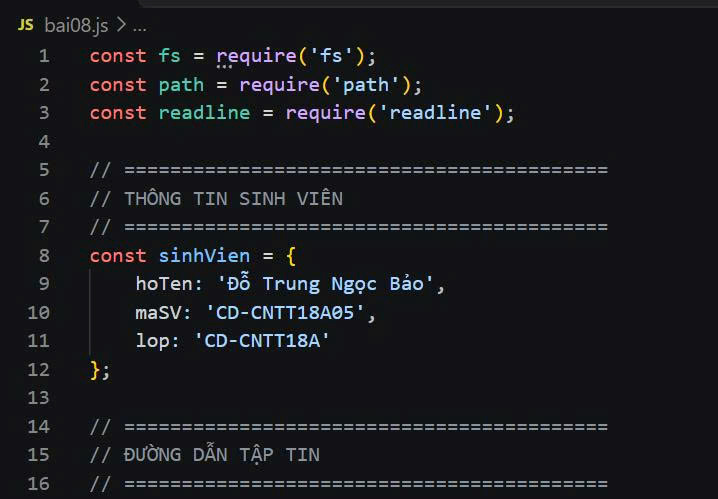 JS bai08.js > ...
1 const fs = require('fs');
2 const path = require('path');
3 const readline = require('readline');
4
5 // ==========================================
6 // THÔNG TIN SINH VIÊN
7 // ==========================================
8 const sinhVien = {
9     hoTen: 'Đỗ Trung Ngọc Bảo',
10     maSV: 'CD-CNTT18A05',
11     lop: 'CD-CNTT18A'
12 };
13
14 // ==========================================
15 // ĐƯỜNG DẪN TẬP TIN
16 // ==========================================